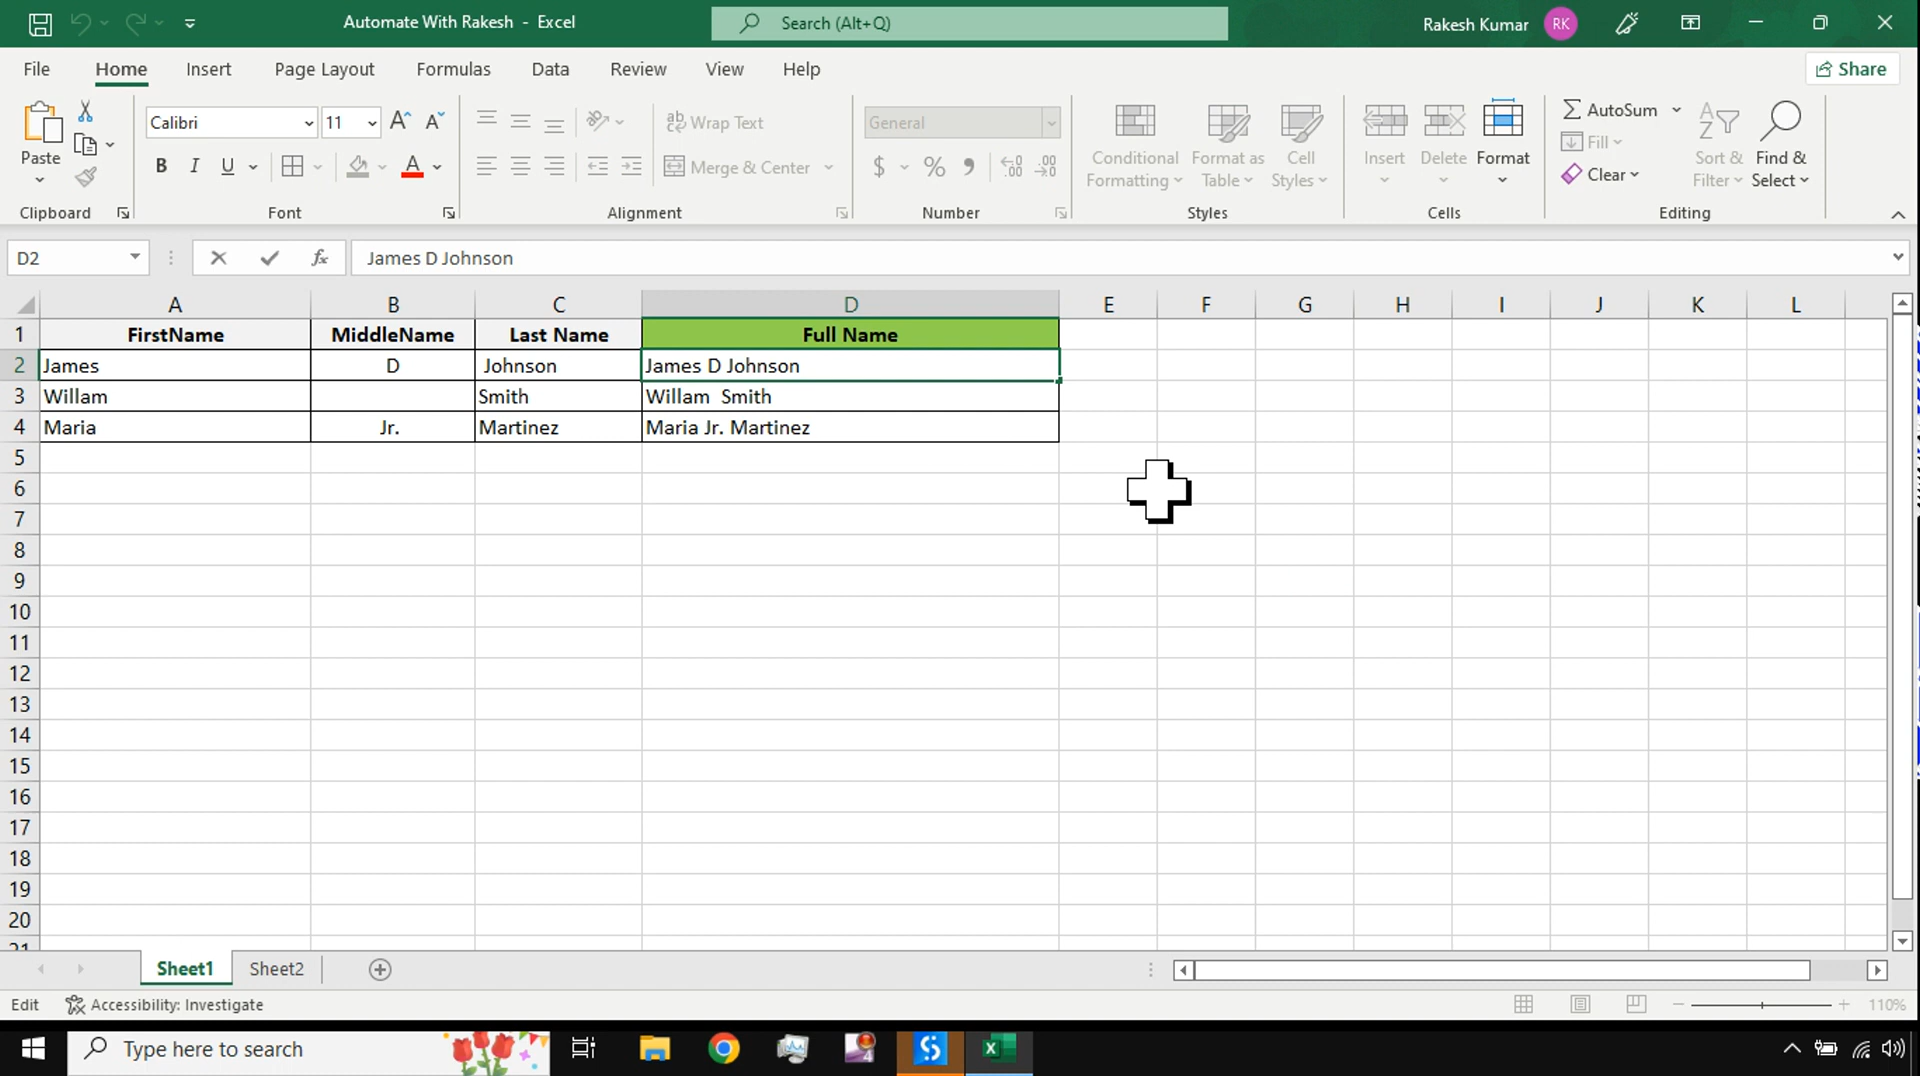 Automate With Rakesh - Excel
Search (Alt+Q)
Rakesh Kumar RK
File Home Insert Page Layout Formulas Data Review View Help Share
Paste
Clipboard
Calibri 11
B I U
Font
Wrap Text
Merge & Center
Alignment
General
$ % 9
Number
Conditional Formatting
Format as Table
Cell Styles
Styles
Insert Delete Format
Cells
AutoSum
Fill
Clear
Sort & Filter
Find & Select
Editing
D2 fx James D Johnson
A B C D E F G H I J K L
1 FirstName MiddleName Last Name Full Name
2 James D Johnson James D Johnson
3 Willam Smith Willam  Smith
4 Maria Jr. Martinez Maria Jr. Martinez
5
6
7
8
9
10
11
12
13
14
15
16
17
18
19
20
21
Sheet1 Sheet2
Edit Accessibility: Investigate 110%
Type here to search